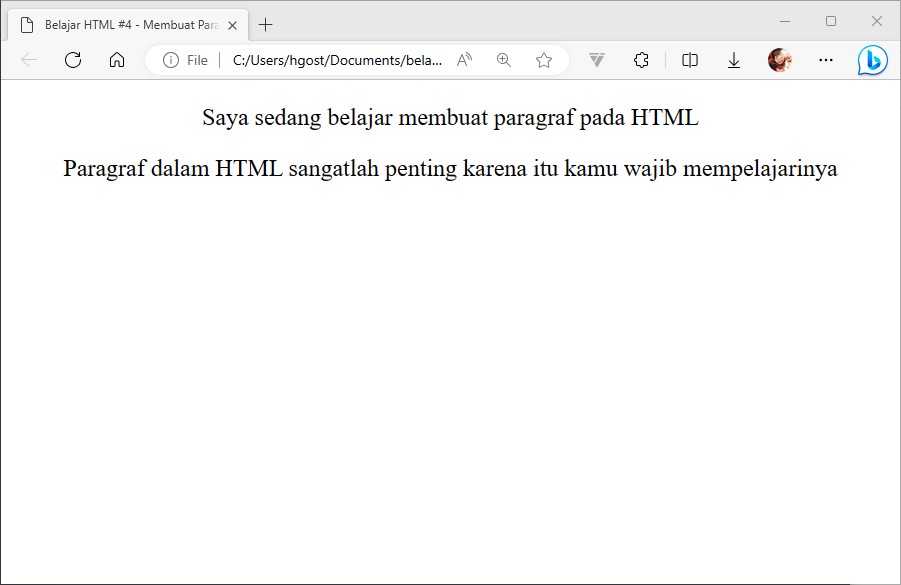 Belajar HTML #4 - Membuat Para
File
C:/Users/hgost/Documents/bela...
Saya sedang belajar membuat paragraf pada HTML
Paragraf dalam HTML sangatlah penting karena itu kamu wajib mempelajarinya